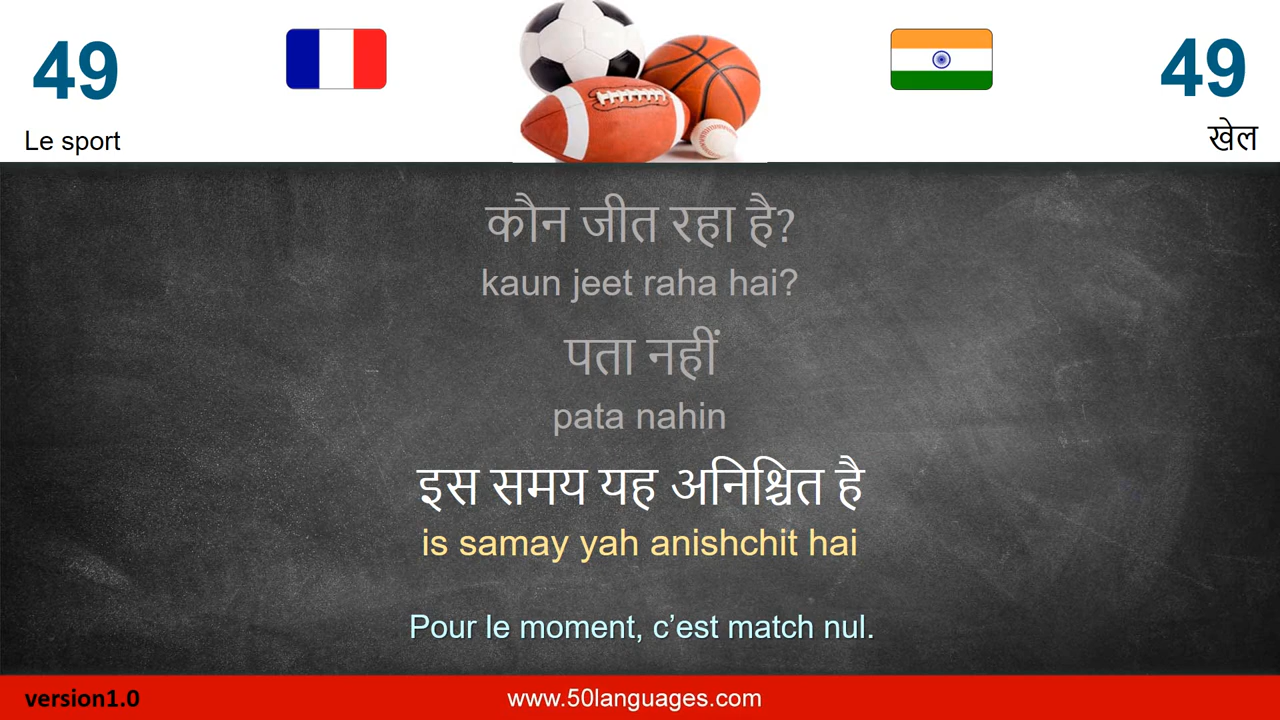 49
Le sport
49
खेल
कौन जीत रहा है?
kaun jeet raha hai?
पता नहीं
pata nahin
इस समय यह अनिश्चित है
is samay yah anishchit hai
Pour le moment, c’est match nul.
version1.0
www.50languages.com